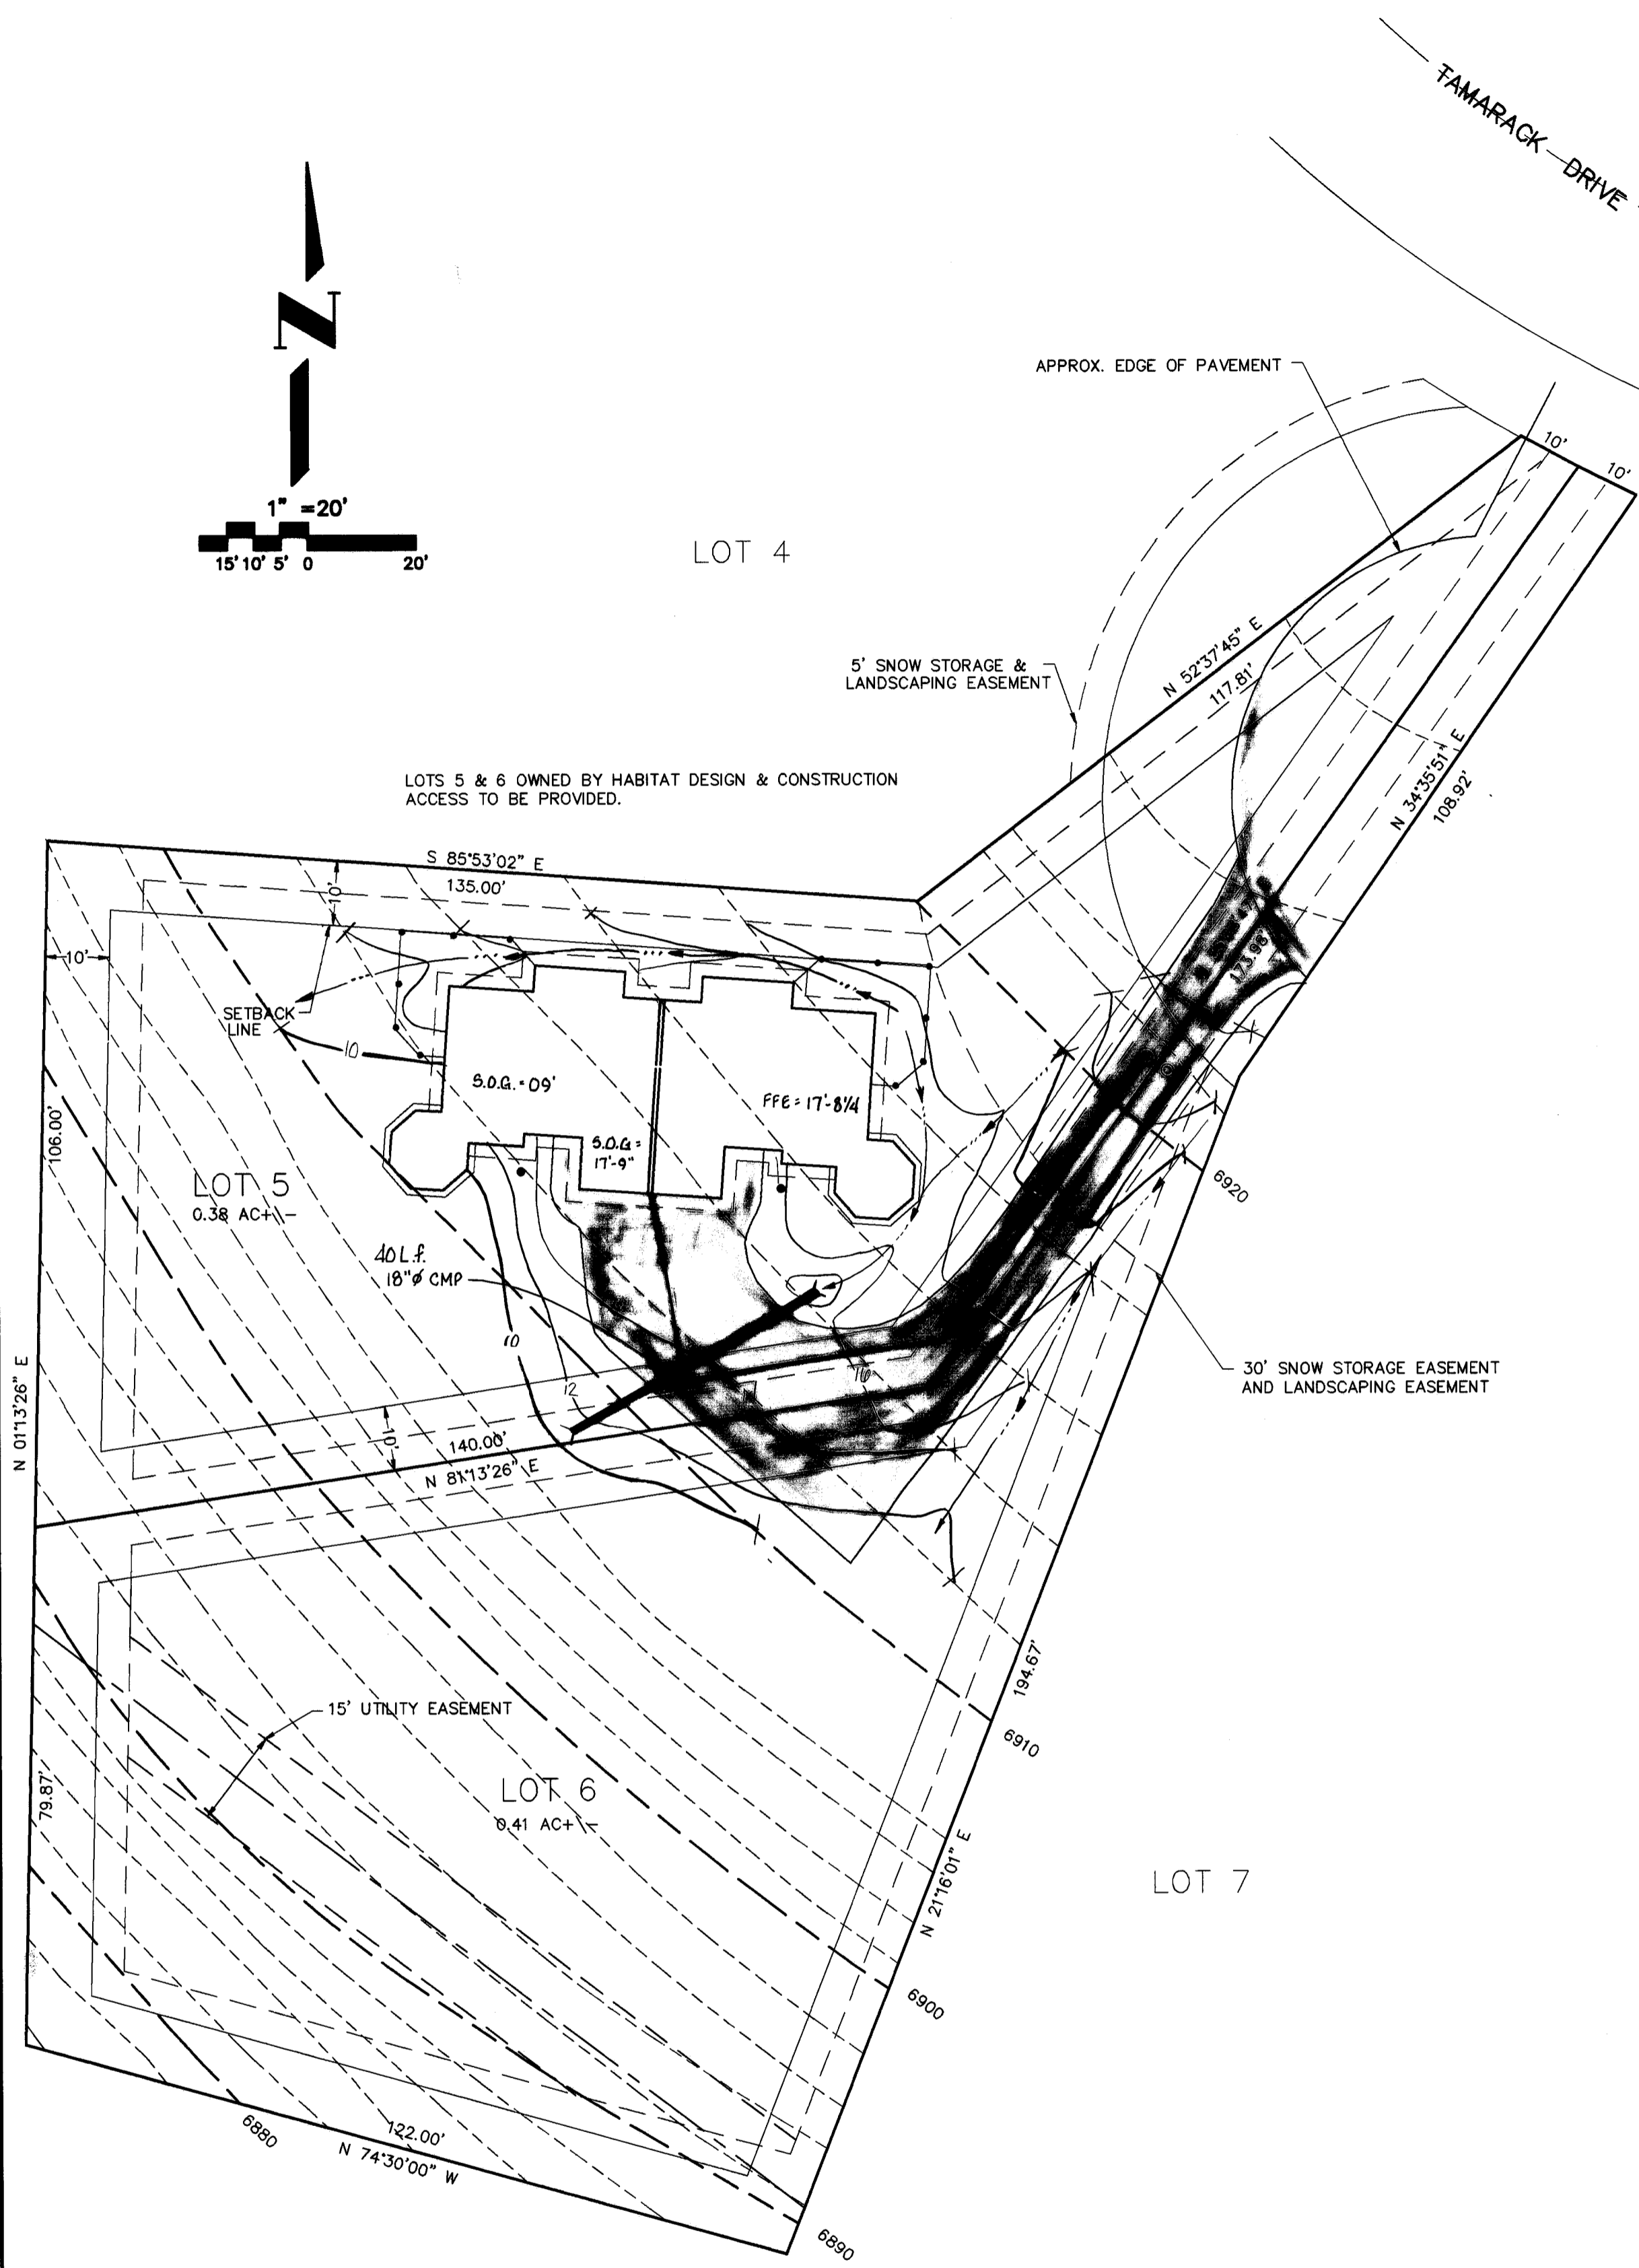 TAMARACK DRIVE
N
1" =20'
15' 10' 5' 0 20'
APPROX. EDGE OF PAVEMENT
10'
10'
LOT 4
N 52°37'45" E
117.81'
5' SNOW STORAGE &
LANDSCAPING EASEMENT
N 34°35'51" E
108.92'
LOTS 5 & 6 OWNED BY HABITAT DESIGN & CONSTRUCTION
ACCESS TO BE PROVIDED.
S 85°53'02" E
135.00'
10'
10'
173.98'
SETBACK
LINE
10
S.O.G. = 09'
FFE = 17'-8 1/4
S.O.G =
17'-9"
106.00'
LOT 5
0.38 AC+\-
6920
40 L.f.
18"ø CMP
10
12
16
30' SNOW STORAGE EASEMENT
AND LANDSCAPING EASEMENT
N 01°13'26" E
10'
140.00'
N 81°13'26" E
194.67'
15' UTILITY EASEMENT
6910
79.87'
LOT 6
0.41 AC+\-
N 21°16'01" E
LOT 7
6900
6880
122.00'
N 74°30'00" W
6890